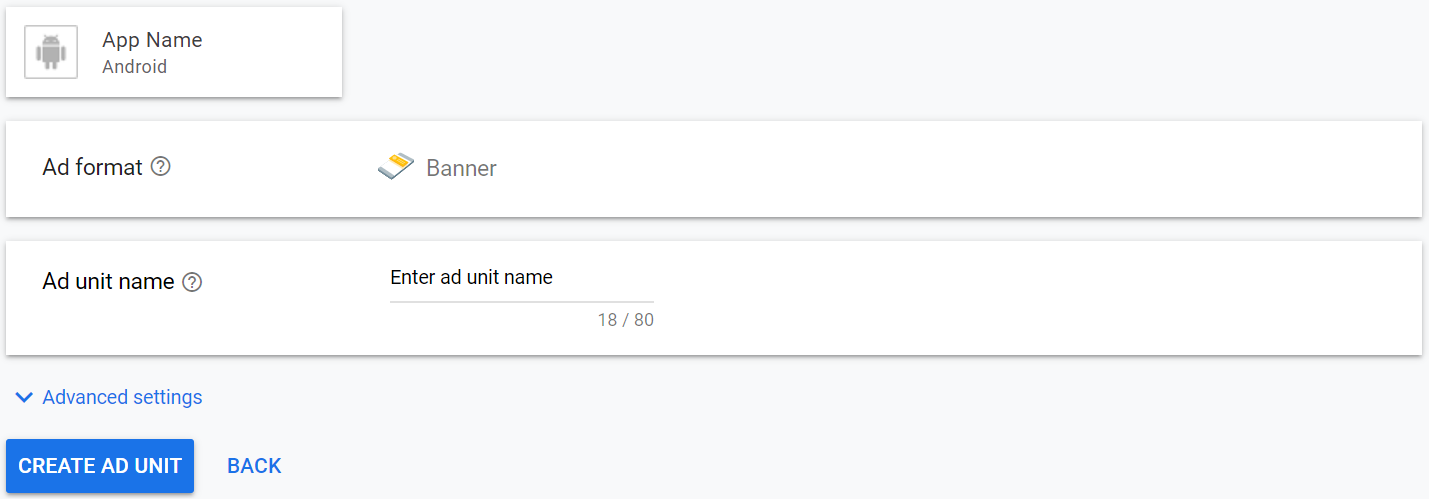 App Name
Android
Ad format
Banner
Ad unit name
Enter ad unit name
18 / 80
Advanced settings
CREATE AD UNIT BACK